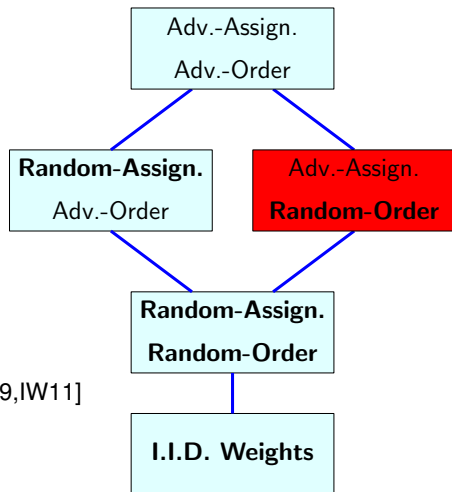 Adv.-Assign.
Adv.-Order
Random-Assign.
Adv.-Order
Adv.-Assign.
Random-Order
Random-Assign.
Random-Order
9,IW11]
I.I.D. Weights